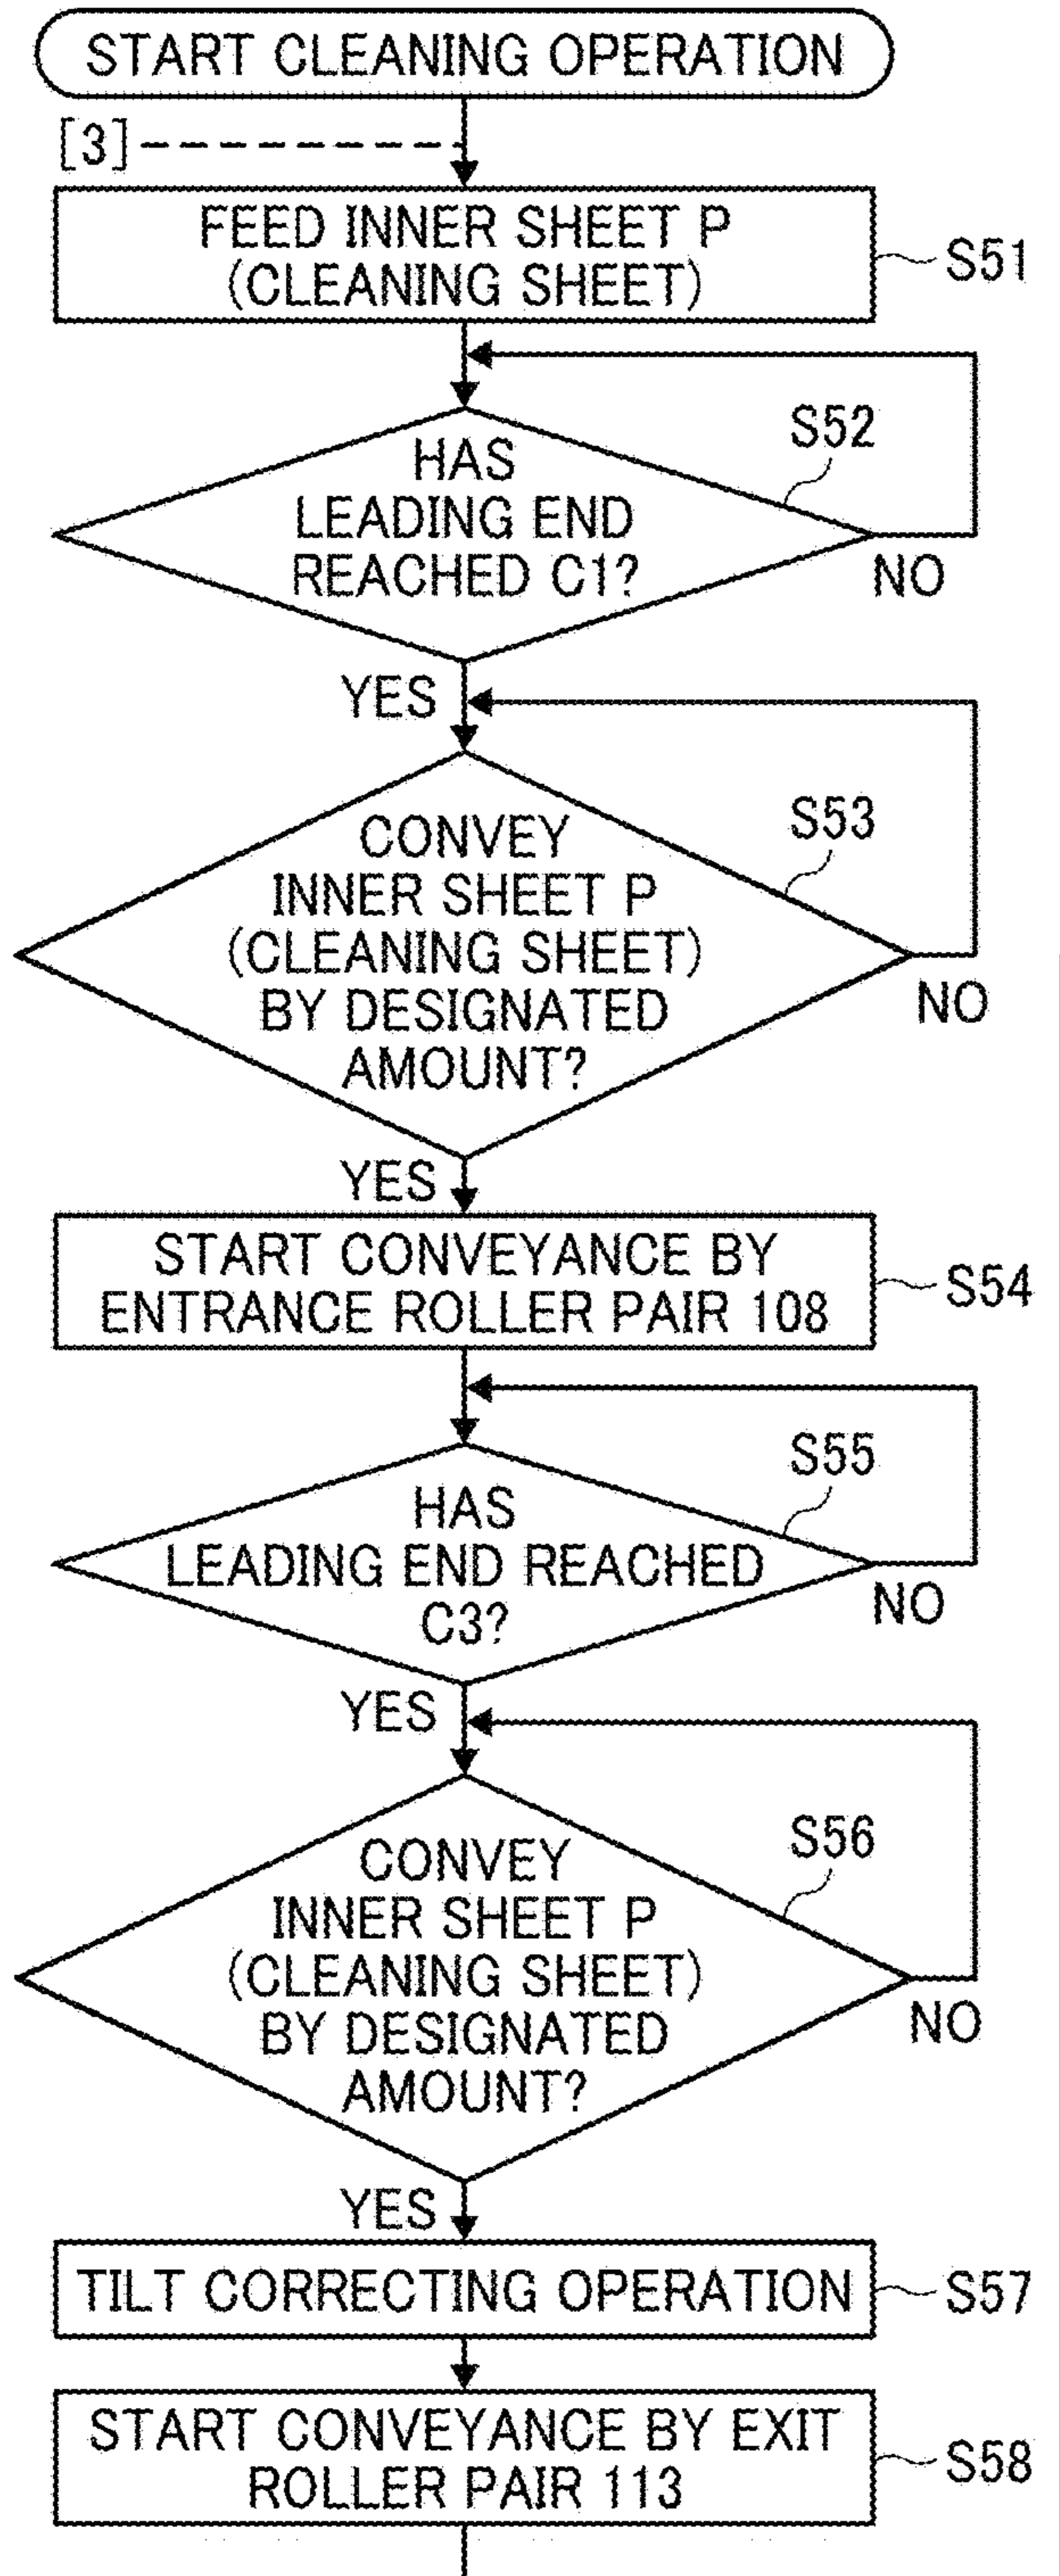 START CLEANING OPERATION
[3]
FEED INNER SHEET P
(CLEANING SHEET)
S51
S52
HAS
LEADING END
REACHED C1?
NO
YES
S53
CONVEY
INNER SHEET P
(CLEANING SHEET)
BY DESIGNATED
AMOUNT?
NO
YES
START CONVEYANCE BY
ENTRANCE ROLLER PAIR 108
S54
S55
HAS
LEADING END REACHED
C3?
NO
YES
S56
CONVEY
INNER SHEET P
(CLEANING SHEET)
BY DESIGNATED
AMOUNT?
NO
YES
TILT CORRECTING OPERATION
S57
START CONVEYANCE BY EXIT
ROLLER PAIR 113
S58